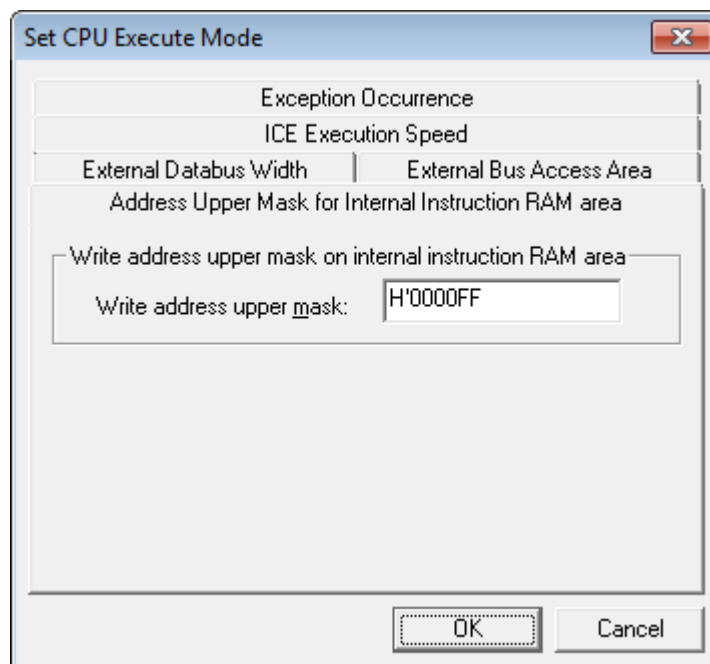 Set CPU Execute Mode
Exception Occurrence
ICE Execution Speed
External Databus Width External Bus Access Area
Address Upper Mask for Internal Instruction RAM area
Write address upper mask on internal instruction RAM area
Write address upper mask: H'0000FF
OK Cancel